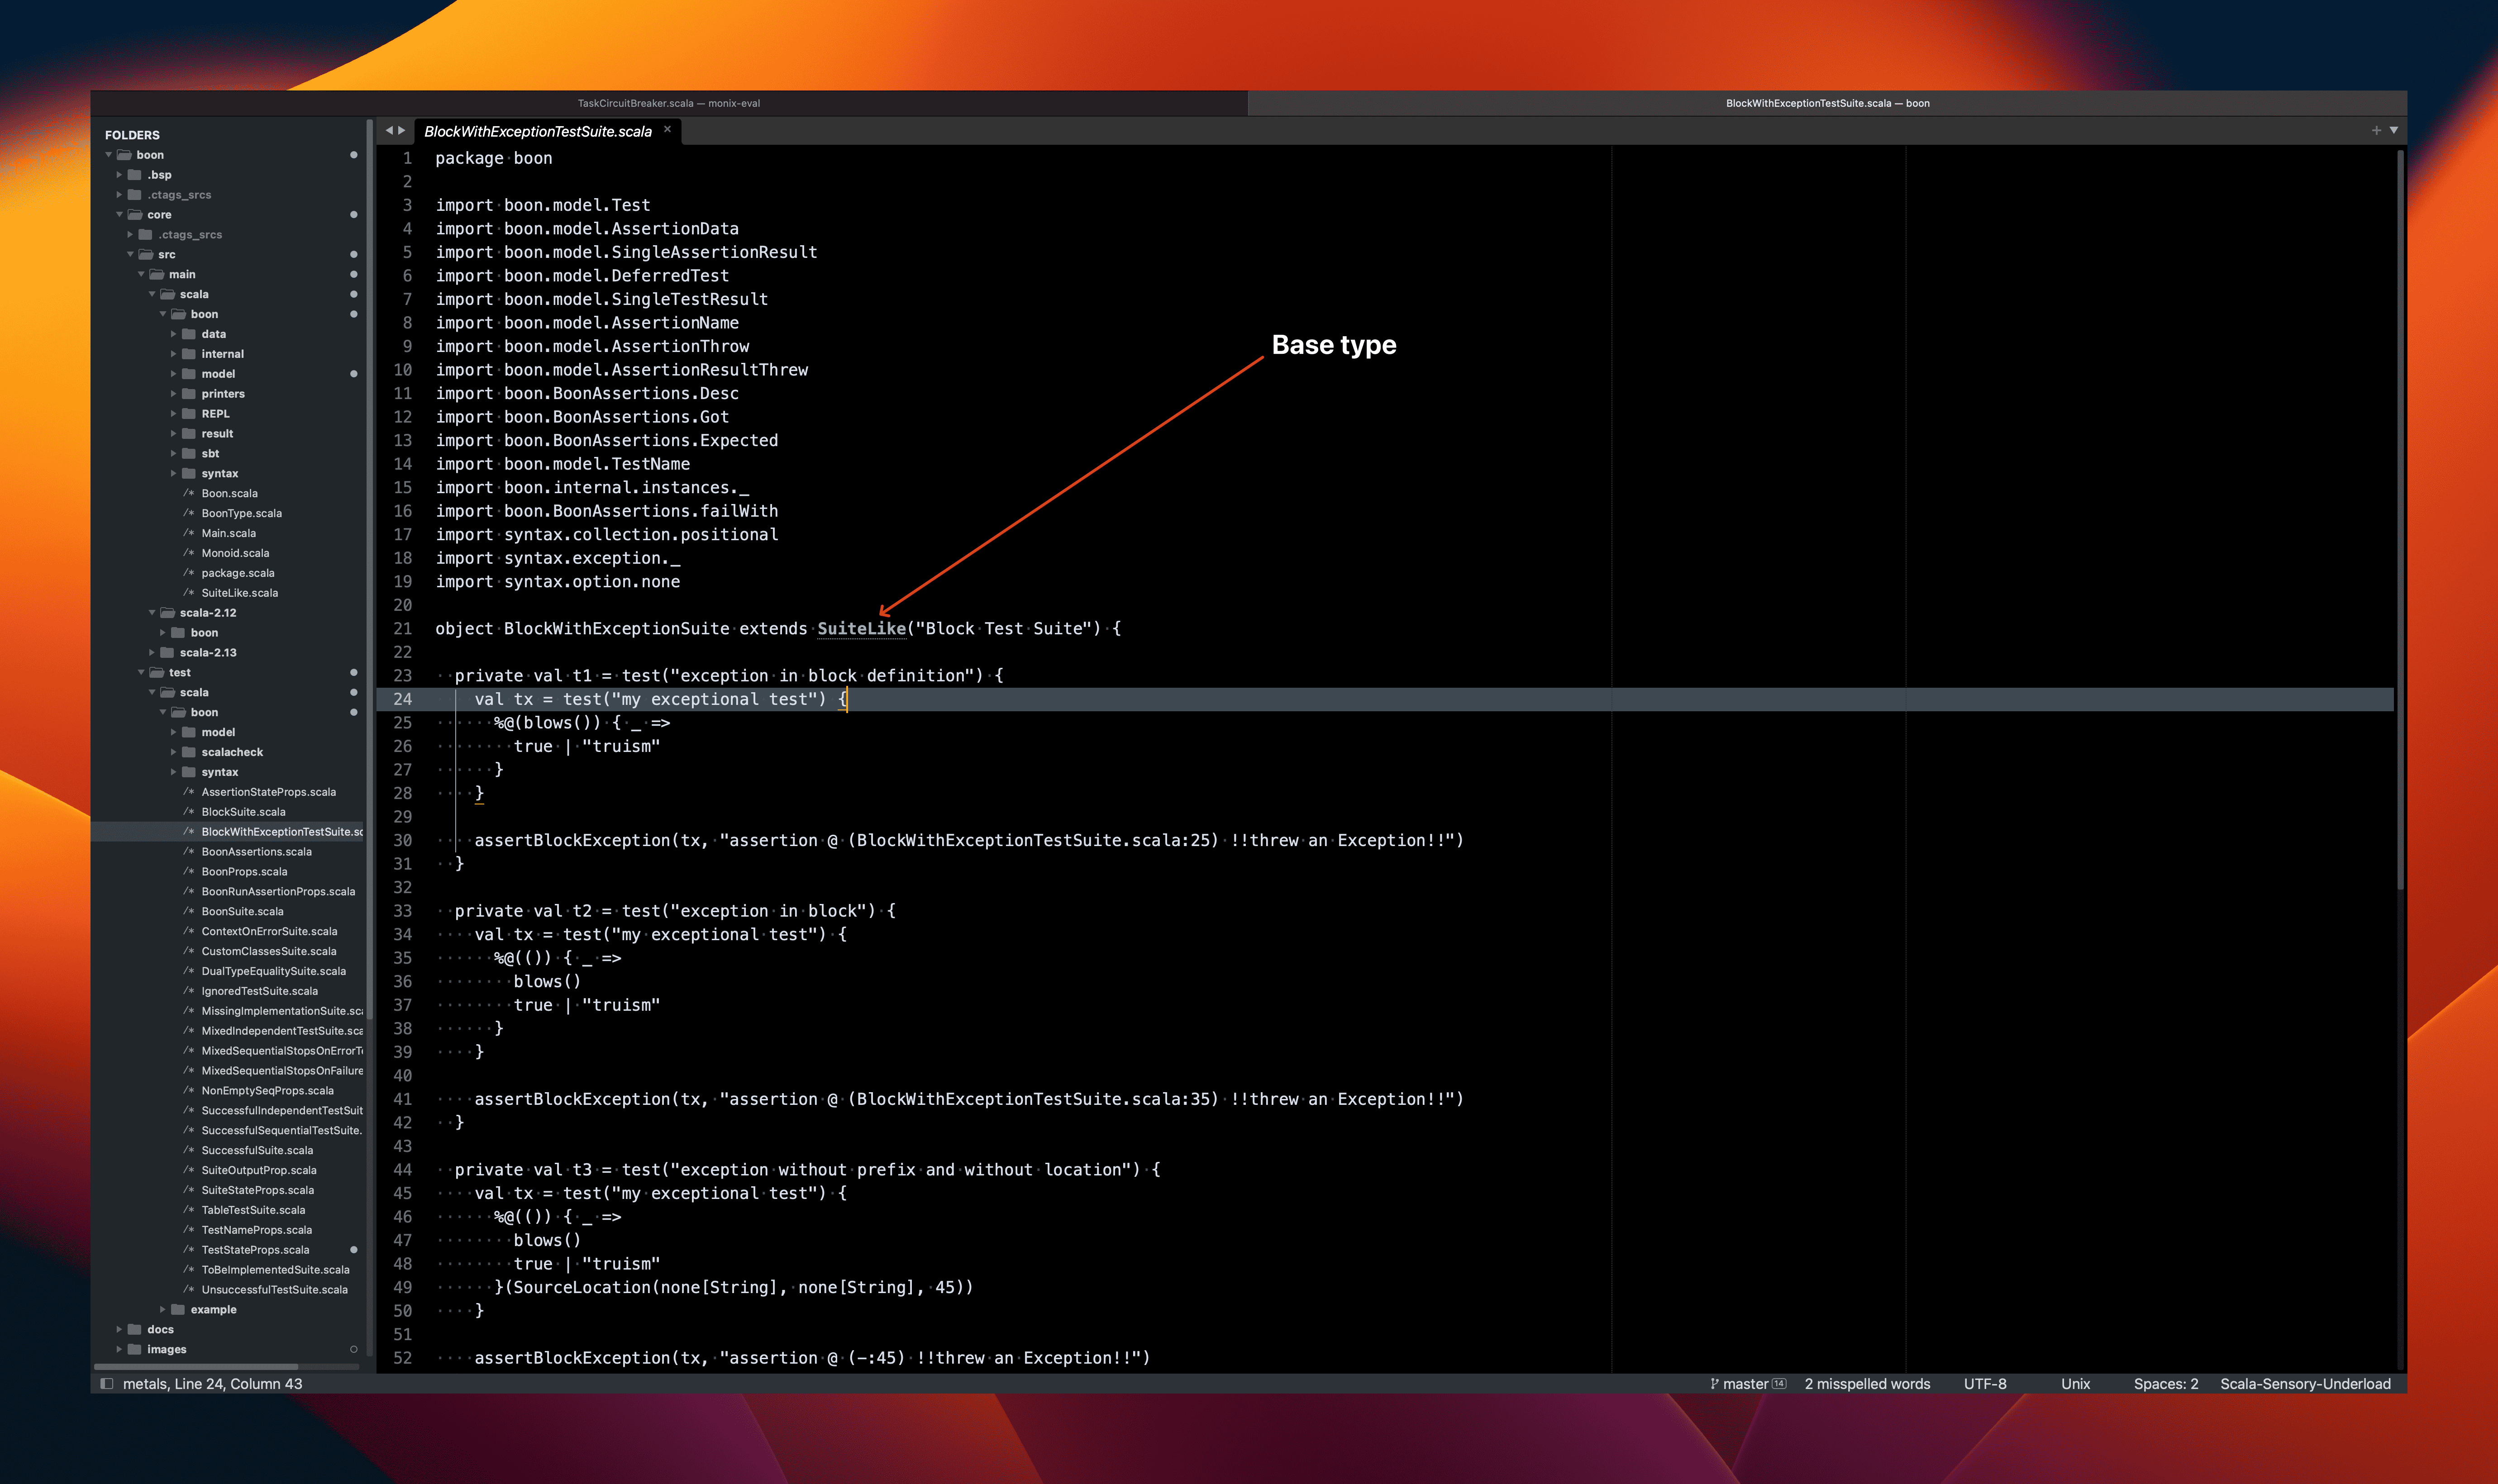 TaskCircuitBreaker.scala — monix-eval
BlockWithExceptionTestSuite.scala — boon
FOLDERS
boon
.bsp
.ctags_srcs
core
.ctags_srcs
src
main
scala
boon
data
internal
model
printers
REPL
result
sbt
syntax
/* Boon.scala
/* BoonType.scala
/* Main.scala
/* Monoid.scala
/* package.scala
/* SuiteLike.scala
scala-2.12
boon
scala-2.13
test
scala
boon
model
scalacheck
syntax
/* AssertionStateProps.scala
/* BlockSuite.scala
/* BlockWithExceptionTestSuite.sc
/* BoonAssertions.scala
/* BoonProps.scala
/* BoonRunAssertionProps.scala
/* BoonSuite.scala
/* ContextOnErrorSuite.scala
/* CustomClassesSuite.scala
/* DualTypeEqualitySuite.scala
/* IgnoredTestSuite.scala
/* MissingImplementationSuite.sca
/* MixedIndependentTestSuite.sca
/* MixedSequentialStopsOnErrorTe
/* MixedSequentialStopsOnFailure
/* NonEmptySeqProps.scala
/* SuccessfulIndependentTestSuit
/* SuccessfulSequentialTestSuite.
/* SuccessfulSuite.scala
/* SuiteOutputProp.scala
/* SuiteStateProps.scala
/* TableTestSuite.scala
/* TestNameProps.scala
/* TestStateProps.scala
/* ToBeImplementedSuite.scala
/* UnsuccessfulTestSuite.scala
example
docs
images
BlockWithExceptionTestSuite.scala ×
1 package boon
2
3 import boon.model.Test
4 import boon.model.AssertionData
5 import boon.model.SingleAssertionResult
6 import boon.model.DeferredTest
7 import boon.model.SingleTestResult
8 import boon.model.AssertionName
9 import boon.model.AssertionThrow
10 import boon.model.AssertionResultThrew
11 import boon.BoonAssertions.Desc
12 import boon.BoonAssertions.Got
13 import boon.BoonAssertions.Expected
14 import boon.model.TestName
15 import boon.internal.instances._
16 import boon.BoonAssertions.failWith
17 import syntax.collection.positional
18 import syntax.exception._
19 import syntax.option.none
20
Base type
21 object BlockWithExceptionSuite extends SuiteLike("Block Test Suite") {
22
23 private val t1 = test("exception in block definition") {
24 val tx = test("my exceptional test") {
25 %@(blows()) { _ =>
26 true | "truism"
27 }
28 }
29
30 assertBlockException(tx, "assertion @ (BlockWithExceptionTestSuite.scala:25) !!threw an Exception!!")
31 }
32
33 private val t2 = test("exception in block") {
34 val tx = test("my exceptional test") {
35 %@(()) { _ =>
36 blows()
37 true | "truism"
38 }
39 }
40
41 assertBlockException(tx, "assertion @ (BlockWithExceptionTestSuite.scala:35) !!threw an Exception!!")
42 }
43
44 private val t3 = test("exception without prefix and without location") {
45 val tx = test("my exceptional test") {
46 %@(()) { _ =>
47 blows()
48 true | "truism"
49 }(SourceLocation(none[String], none[String], 45))
50 }
51
52 assertBlockException(tx, "assertion @ (-:45) !!threw an Exception!!")
metals, Line 24, Column 43
master 14
2 misspelled words
UTF-8
Unix
Spaces: 2
Scala-Sensory-Underload